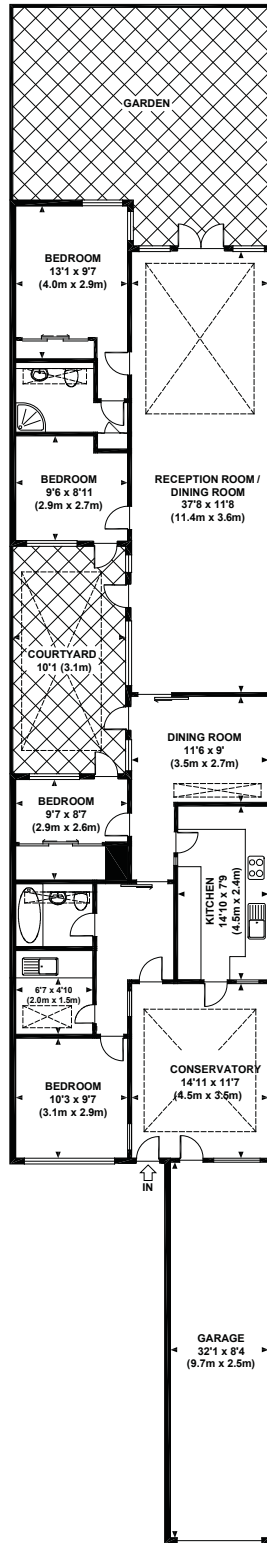 GARDEN
BEDROOM
13'1 x 9'7
(4.0m x 2.9m)
BEDROOM
9'6 x 8'11
(2.9m x 2.7m)
RECEPTION ROOM /
DINING ROOM
37'8 x 11'8
(11.4m x 3.6m)
COURTYARD
10'1 (3.1m)
DINING ROOM
11'6 x 9'
(3.5m x 2.7m)
BEDROOM
9'7 x 8'7
(2.9m x 2.6m)
KITCHEN
14'10 x 7'9
(4.5m x 2.4m)
6'7 x 4'10
(2.0m x 1.5m)
BEDROOM
10'3 x 9'7
(3.1m x 2.9m)
CONSERVATORY
14'11 x 11'7
(4.5m x 3.5m)
IN
GARAGE
32'1 x 8'4
(9.7m x 2.5m)